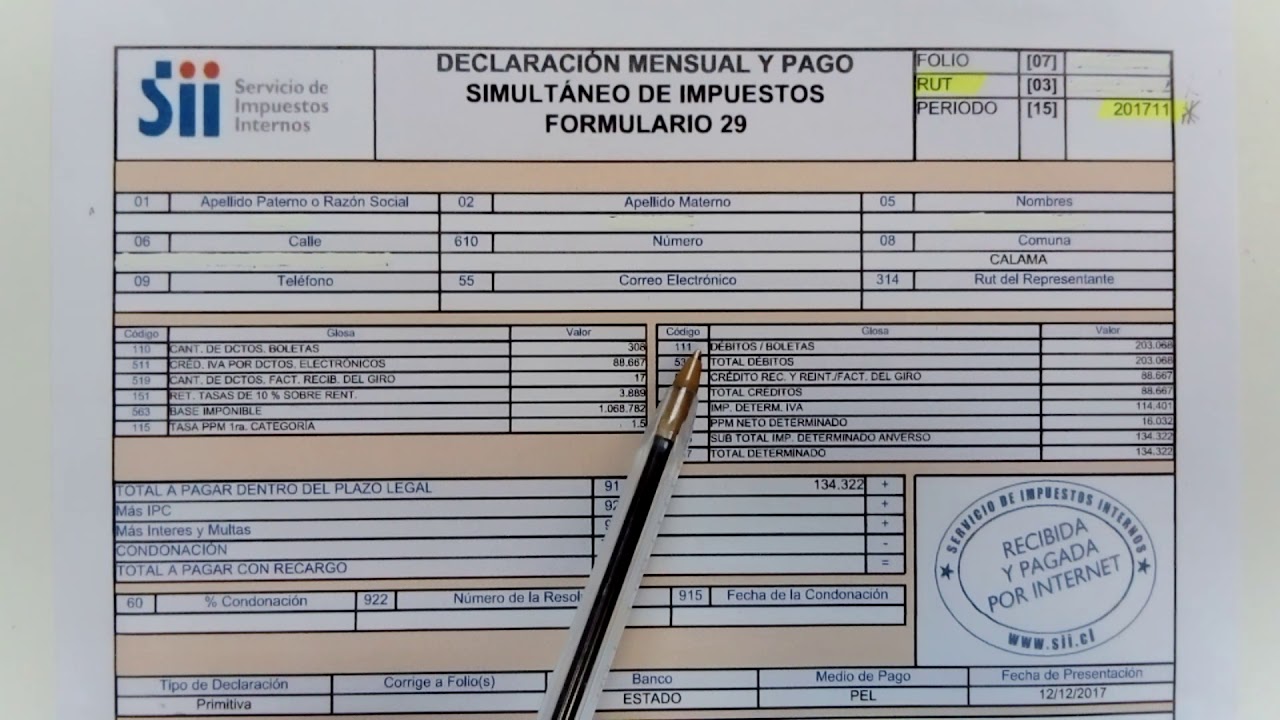 sii Servicio de
Impuestos
Internos
DECLARACIÓN MENSUAL Y PAGO
SIMULTÁNEO DE IMPUESTOS
FORMULARIO 29
FOLIO [07]
RUT [03]
PERIODO [15] 201711
01 Apellido Paterno o Razón Social 02 Apellido Materno 05 Nombres
06 Calle 610 Número 08 Comuna
CALAMA
09 Teléfono 55 Correo Electrónico 314 Rut del Representante
Código Glosa Valor
110 CANT. DE DCTOS. BOLETAS 308
511 CRÉD. IVA POR DCTOS. ELECTRÓNICOS 88.667
519 CANT. DE DCTOS. FACT. RECIB. DEL GIRO 17
151 RET. TASAS DE 10 % SOBRE RENT. 3.889
563 BASE IMPONIBLE 1.068.782
115 TASA PPM 1ra. CATEGORÍA 1.5
Código Glosa Valor
111 DÉBITOS / BOLETAS 203.068
TOTAL DÉBITOS 203.068
CRÉDITO REC. Y REINT./FACT. DEL GIRO 88.667
TOTAL CRÉDITOS 88.667
IMP. DETERM. IVA 114.401
PPM NETO DETERMINADO 16.032
SUB TOTAL IMP. DETERMINADO ANVERSO 134.322
TOTAL DETERMINADO 134.322
TOTAL A PAGAR DENTRO DEL PLAZO LEGAL 91 134.322 +
Más IPC +
Más Interes y Multas +
CONDONACIÓN -
TOTAL A PAGAR CON RECARGO =
60 % Condonación 922 Número de la 915 Fecha de la Condonación
SERVICIO DE IMPUESTOS INTERNOS
RECIBIDA
Y PAGADA
POR INTERNET
www.sii.cl
Tipo de Declaración Corrige a Folio(s) Banco Medio de Pago Fecha de Presentación
Primitiva ESTADO PEL 12/12/2017